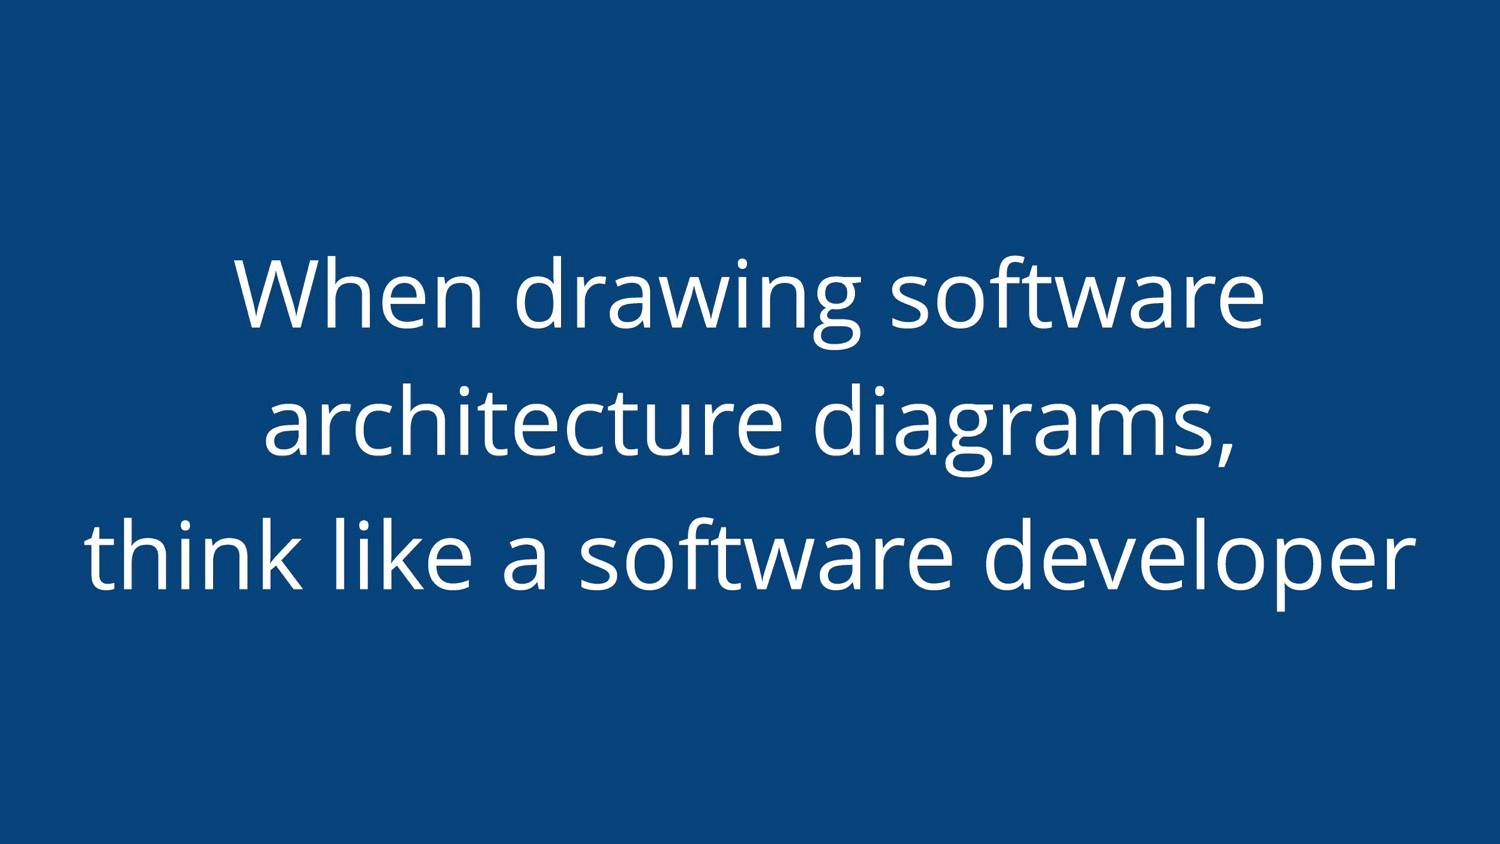 When drawing software
architecture diagrams,
think like a software developer